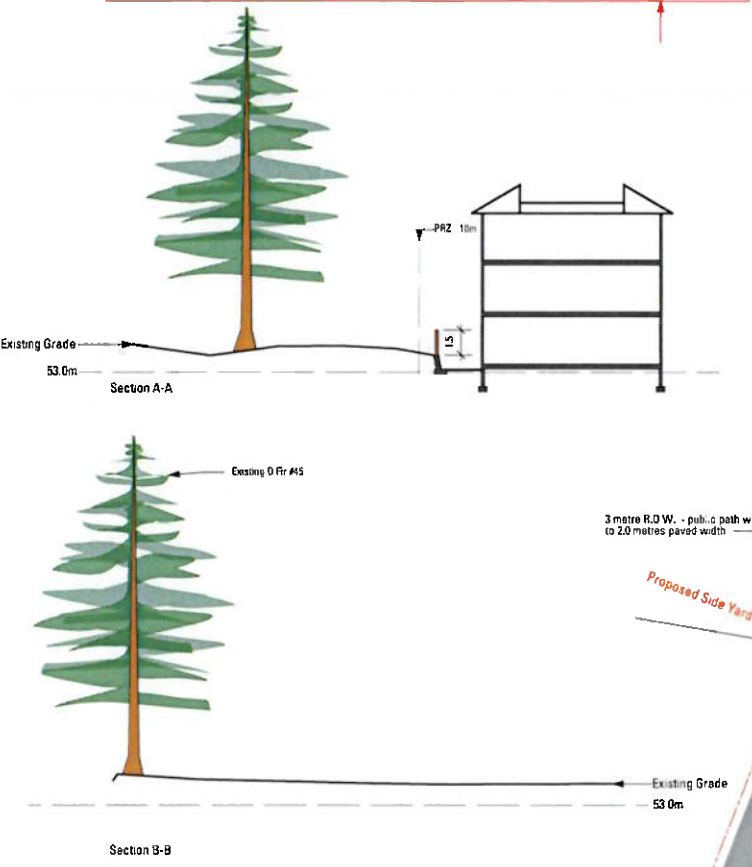 PRZ 10m
Existing Grade
1.5
53.0m
Section A-A
Existing D Fir #45
3 metre R.O W. - public path w
to 2.0 metres paved width
Proposed Side Yard
Existing Grade
53 0m
Section B-B